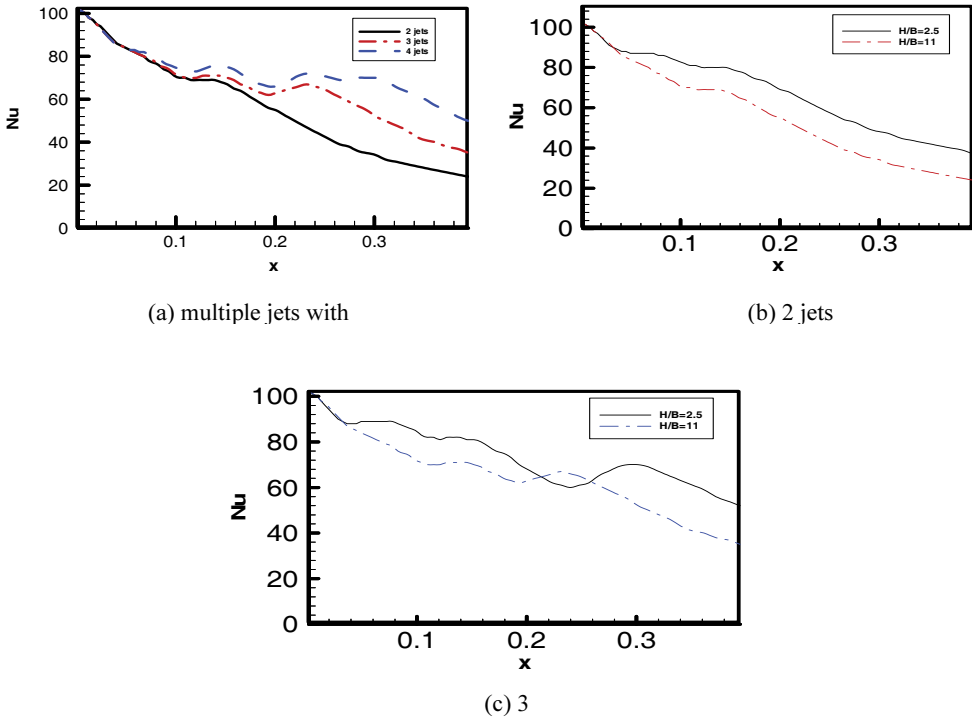 100
80
60
40
20
0
Nu
2 jets
3 jets
4 jets
0.1
0.2
0.3
x
(a) multiple jets with
100
80
60
40
20
0
Nu
H/B=2.5
H/B=11
0.1
0.2
0.3
x
(b) 2 jets
100
80
60
40
20
0
Nu
H/B=2.5
H/B=11
0.1
0.2
0.3
x
(c) 3